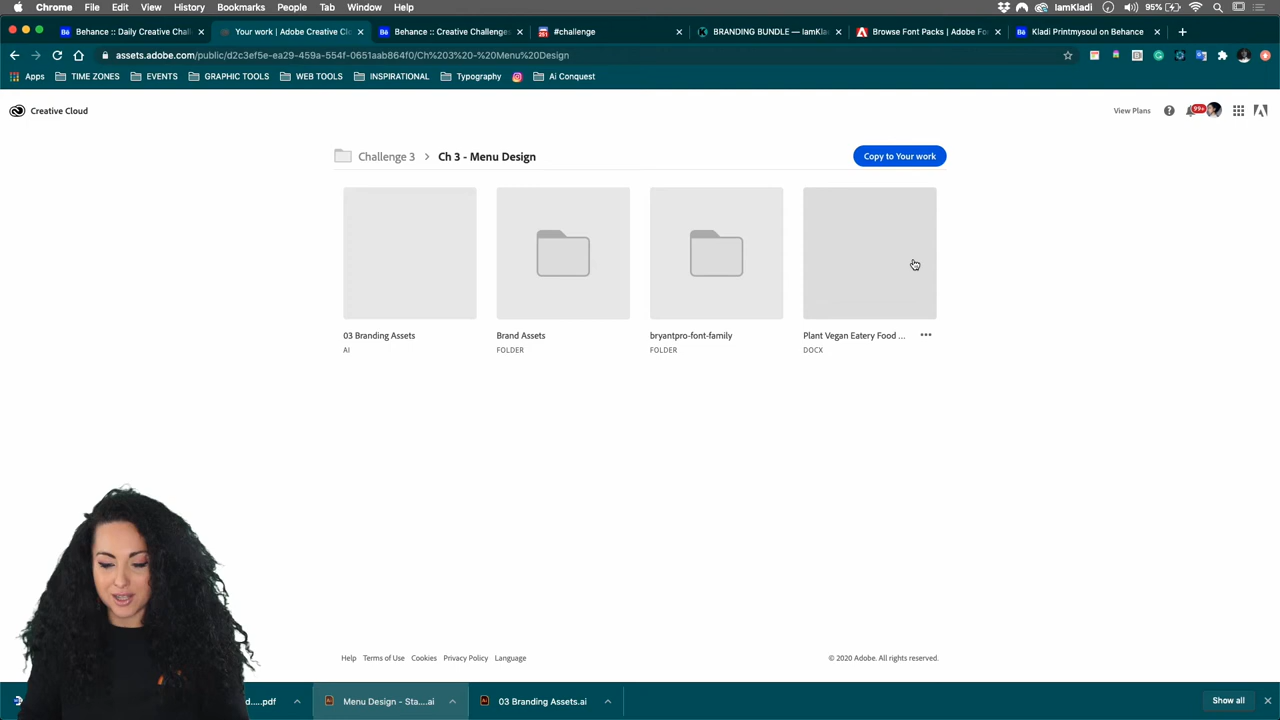 Chrome File Edit View History Bookmarks People Tab Window Help IamKladi 95%
Behance :: Daily Creative Chall Your work | Adobe Creative Cl Behance :: Creative Challenges #challenge BRANDING BUNDLE — IamKla Browse Font Packs | Adobe Fo Kladi Printmysoul on Behance
assets.adobe.com/public/d2c3ef5e-ea29-459a-554f-0651aab864f0/Ch%203%20-%20Menu%20Design
Apps TIME ZONES EVENTS GRAPHIC TOOLS WEB TOOLS INSPIRATIONAL Typography Ai Conquest
Creative Cloud View Plans 99+
Challenge 3 > Ch 3 - Menu Design Copy to Your work
03 Branding Assets Brand Assets bryantpro-font-family Plant Vegan Eatery Food ...
AI FOLDER FOLDER DOCX
Help Terms of Use Cookies Privacy Policy Language © 2020 Adobe. All rights reserved.
d....pdf Menu Design - Sta....ai 03 Branding Assets.ai Show all